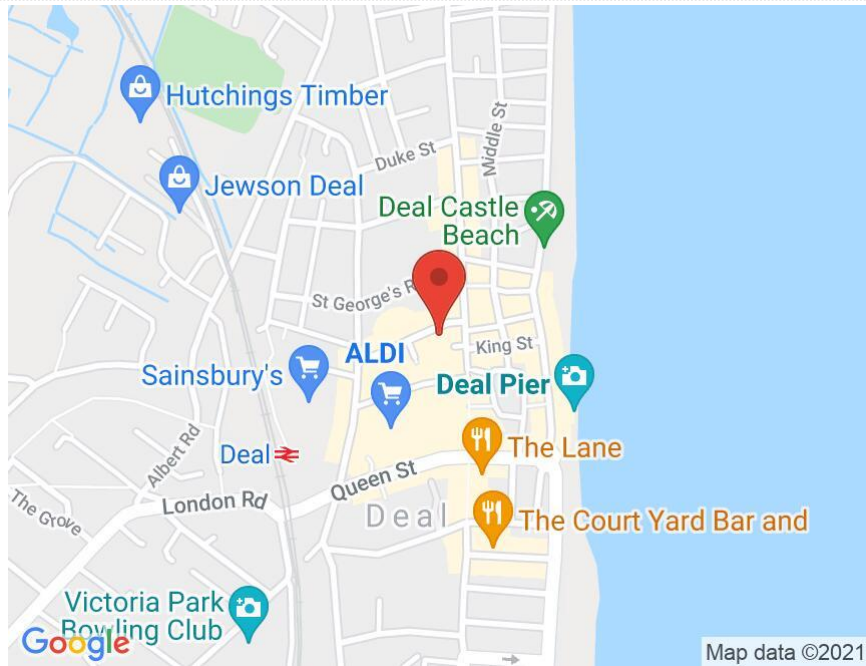 Hutchings Timber
Duke St
Middle St
Jewson Deal
Deal Castle
Beach
St George's R
King St
ALDI
Sainsbury's
Deal Pier
The Lane
Deal
Albert Rd
Queen St
London Rd
The Grove
Deal
The Court Yard Bar and
Victoria Park
Bowling Club
Google
Map data ©2021